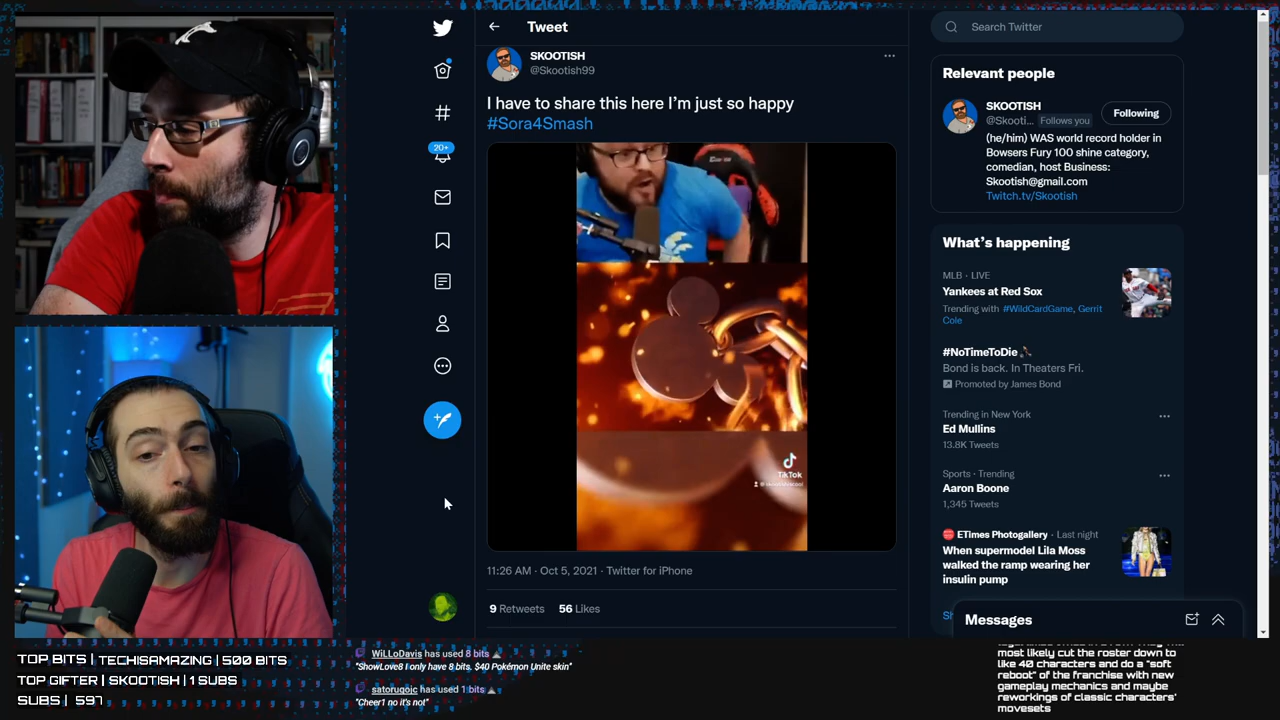 Tweet
SKOOTISH
@Skootish99
I have to share this here I'm just so happy
#Sora4Smash
TikTok
11:26 AM · Oct 5, 2021 · Twitter for iPhone
9 Retweets 56 Likes
20+
Search Twitter
Relevant people
SKOOTISH
@Skooti... Follows you
Following
(he/him) WAS world record holder in
Bowsers Fury 100 shine category,
comedian, host Business:
Skootish@gmail.com
Twitch.tv/Skootish
What's happening
MLB · LIVE
Yankees at Red Sox
Trending with #WildCardGame, Gerrit
Cole
#NoTimeToDie
Bond is back. In Theaters Fri.
Promoted by James Bond
Trending in New York
Ed Mullins
13.8K Tweets
Sports · Trending
Aaron Boone
1,345 Tweets
ETimes Photogallery · Last night
When supermodel Lila Moss
walked the ramp wearing her
insulin pump
Messages
TOP BITS | TECHISAMAZING | 500 BITS
TOP GIFTER | SKOOTISH | 1 SUBS
SUBS | 597
WiLLoDavis has used 8 bits
"ShowLove8 I only have 8 bits. $40 Pokémon Unite skin"
satoruqoic has used 1 bits
"Cheer1 no it's not"
most likely cut the roster down to
like 40 characters and do a "soft
reboot" of the franchise with new
gameplay mechanics and maybe
reworkings of classic characters'
movesets